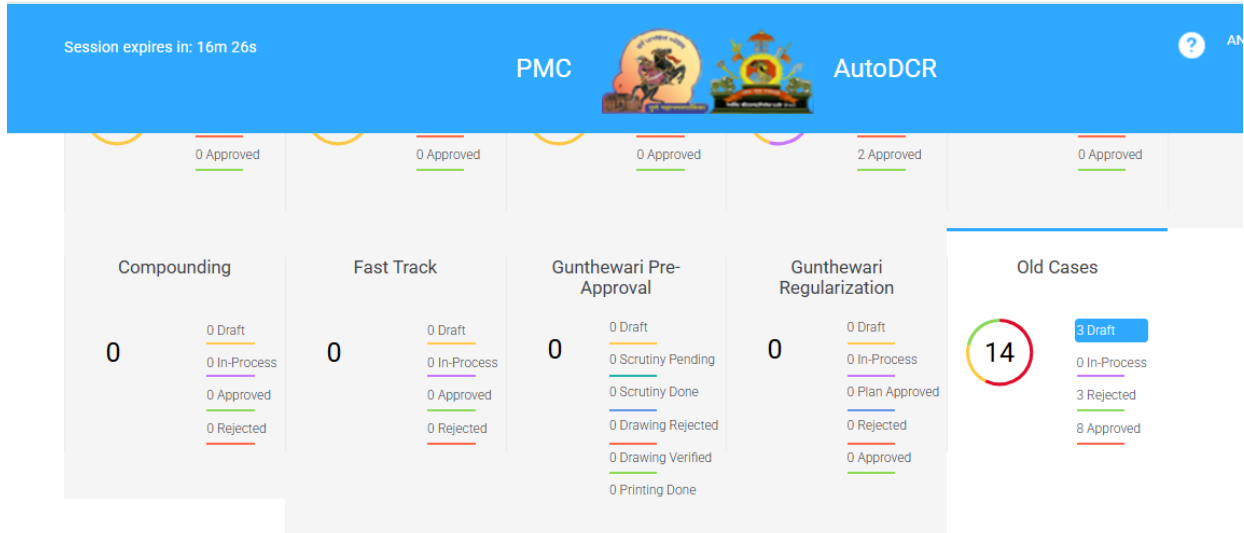 Session expires in: 16m 26s
PMC
AutoDCR
?
AN
0 Approved
0 Approved
0 Approved
2 Approved
0 Approved
Compounding
0
0 Draft
0 In-Process
0 Approved
0 Rejected
Fast Track
0
0 Draft
0 In-Process
0 Approved
0 Rejected
Gunthewari Pre-
Approval
0
0 Draft
0 Scrutiny Pending
0 Scrutiny Done
0 Drawing Rejected
0 Drawing Verified
0 Printing Done
Gunthewari
Regularization
0
0 Draft
0 In-Process
0 Plan Approved
0 Rejected
0 Approved
Old Cases
14
3 Draft
0 In-Process
3 Rejected
8 Approved